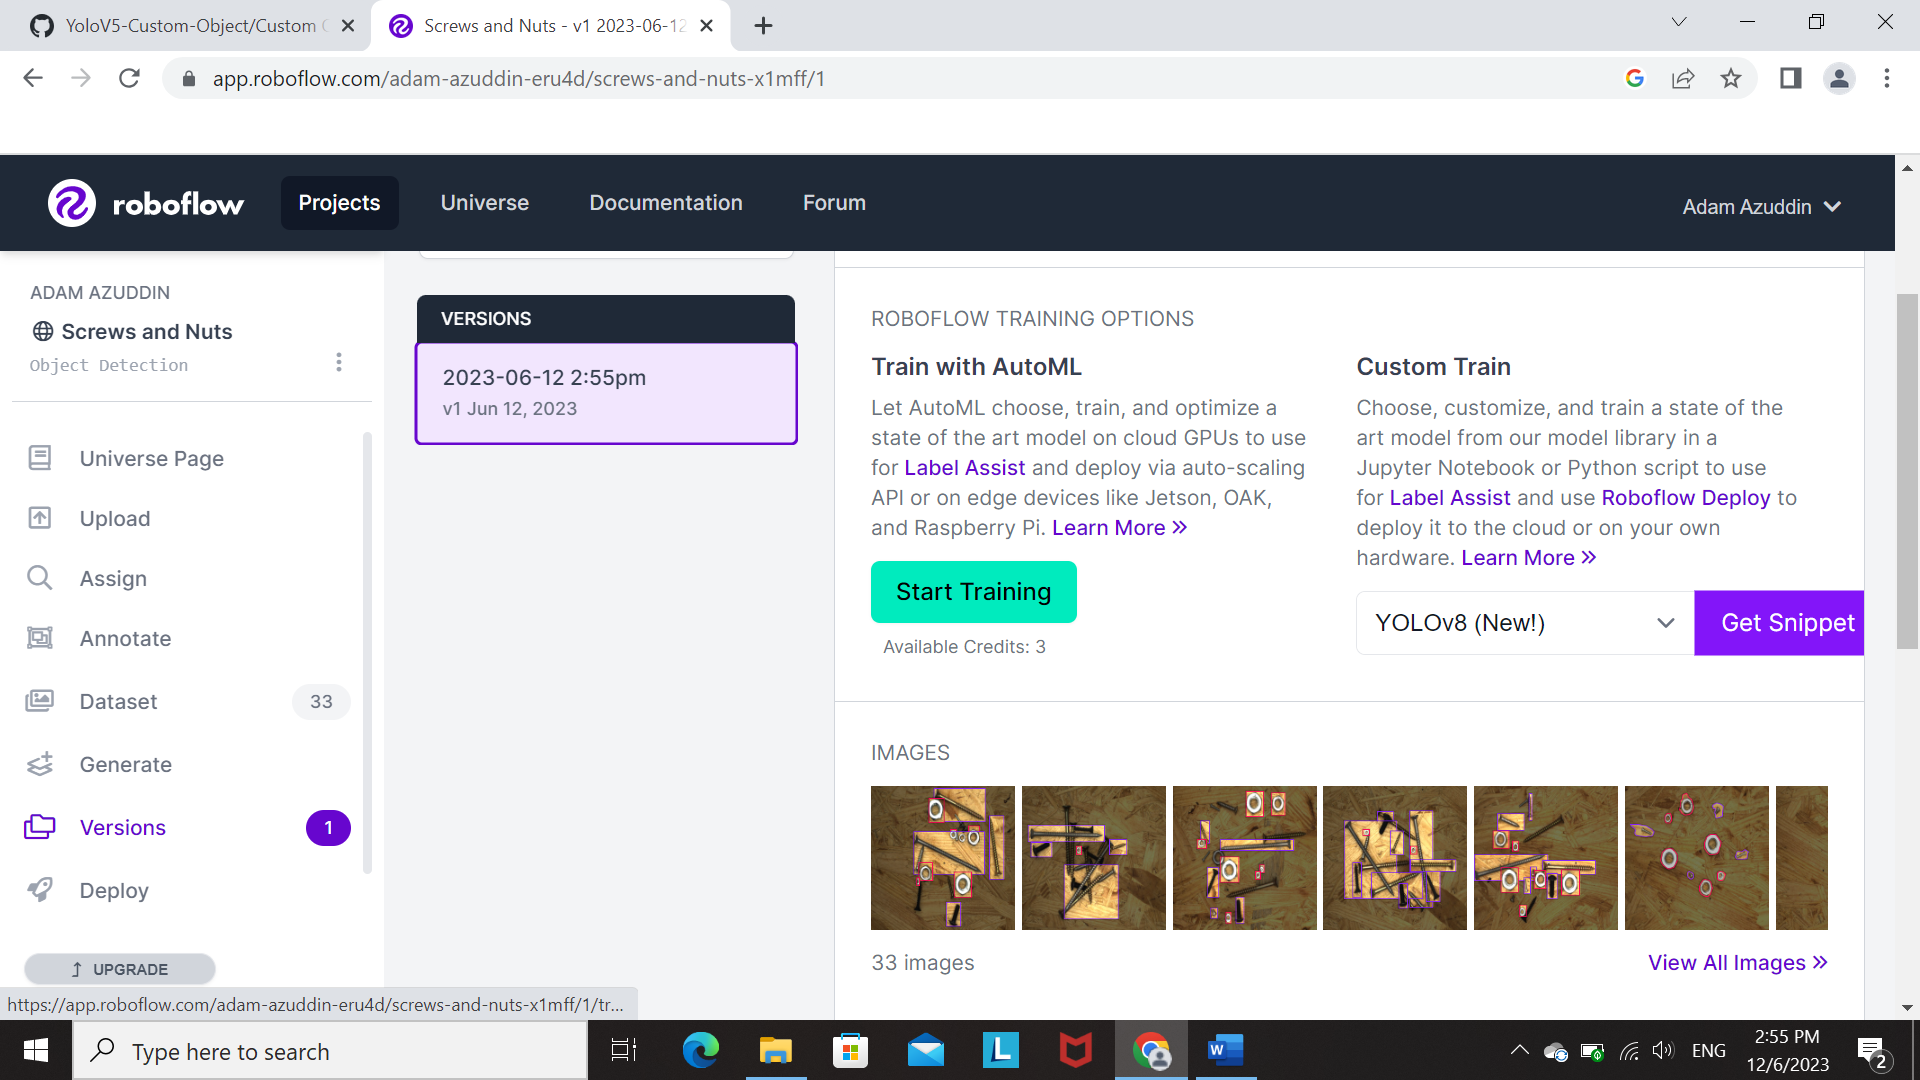 YoloV5-Custom-Object/Custom
Screws and Nuts - v1 2023-06-12
app.roboflow.com/adam-azuddin-eru4d/screws-and-nuts-x1mff/1
roboflow
Projects
Universe
Documentation
Forum
Adam Azuddin
ADAM AZUDDIN
Screws and Nuts
Object Detection
Universe Page
Upload
Assign
Annotate
Dataset
33
Generate
Versions
1
Deploy
UPGRADE
VERSIONS
2023-06-12 2:55pm
v1 Jun 12, 2023
ROBOFLOW TRAINING OPTIONS
Train with AutoML
Let AutoML choose, train, and optimize a
state of the art model on cloud GPUs to use
for Label Assist and deploy via auto-scaling
API or on edge devices like Jetson, OAK,
and Raspberry Pi. Learn More »
Start Training
Available Credits: 3
Custom Train
Choose, customize, and train a state of the
art model from our model library in a
Jupyter Notebook or Python script to use
for Label Assist and use Roboflow Deploy to
deploy it to the cloud or on your own
hardware. Learn More »
YOLOv8 (New!)
Get Snippet
IMAGES
33 images
View All Images »
https://app.roboflow.com/adam-azuddin-eru4d/screws-and-nuts-x1mff/1/tr...
Type here to search
L
W
ENG
2:55 PM
12/6/2023
2